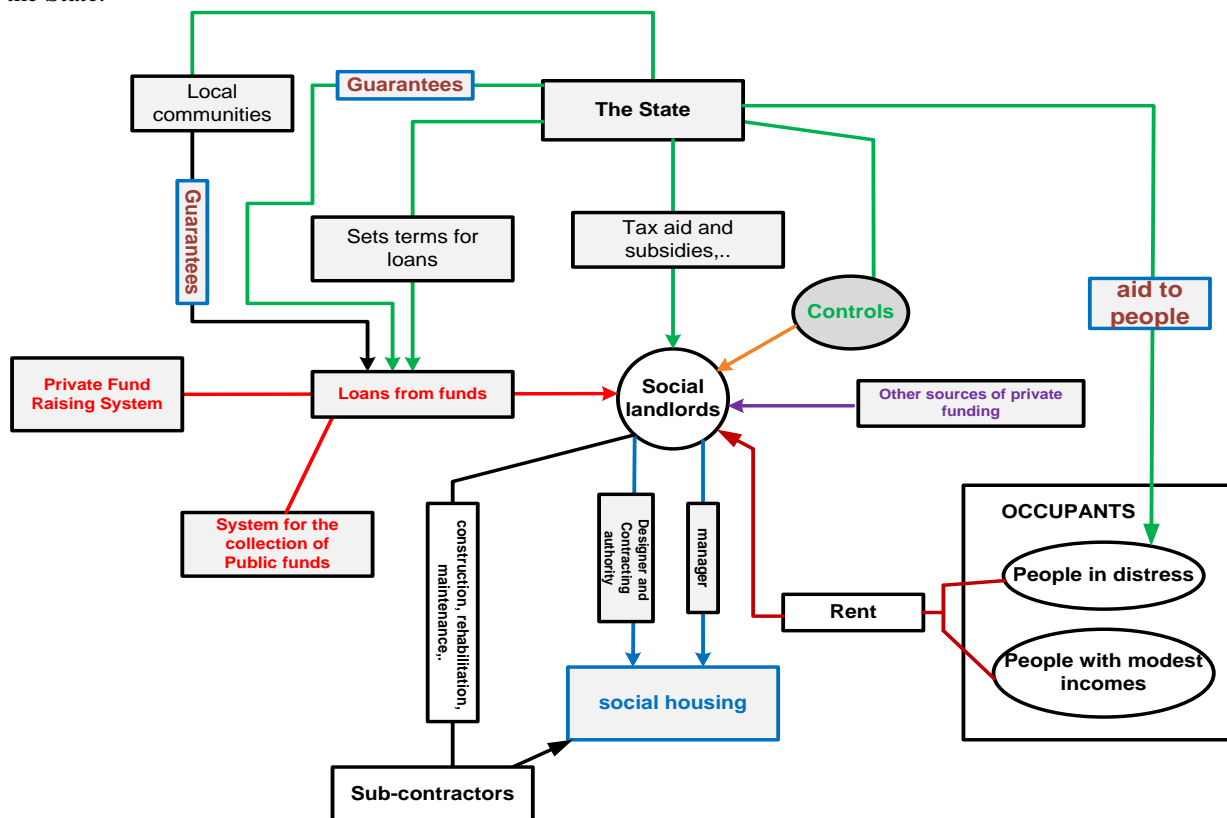 the State.
Guarantees
Local
communities
The State
Guarantees
Sets terms for
loans
Tax aid and
subsidies,..
Controls
aid to
people
Private Fund
Raising System
Loans from funds
Social
landlords
Other sources of private
funding
System for the
collection of
Public funds
construction, rehabilitation,
maintenance,.
Designer and
Contracting
authority
manager
OCCUPANTS
People in distress
Rent
People with modest
incomes
social housing
Sub-contractors